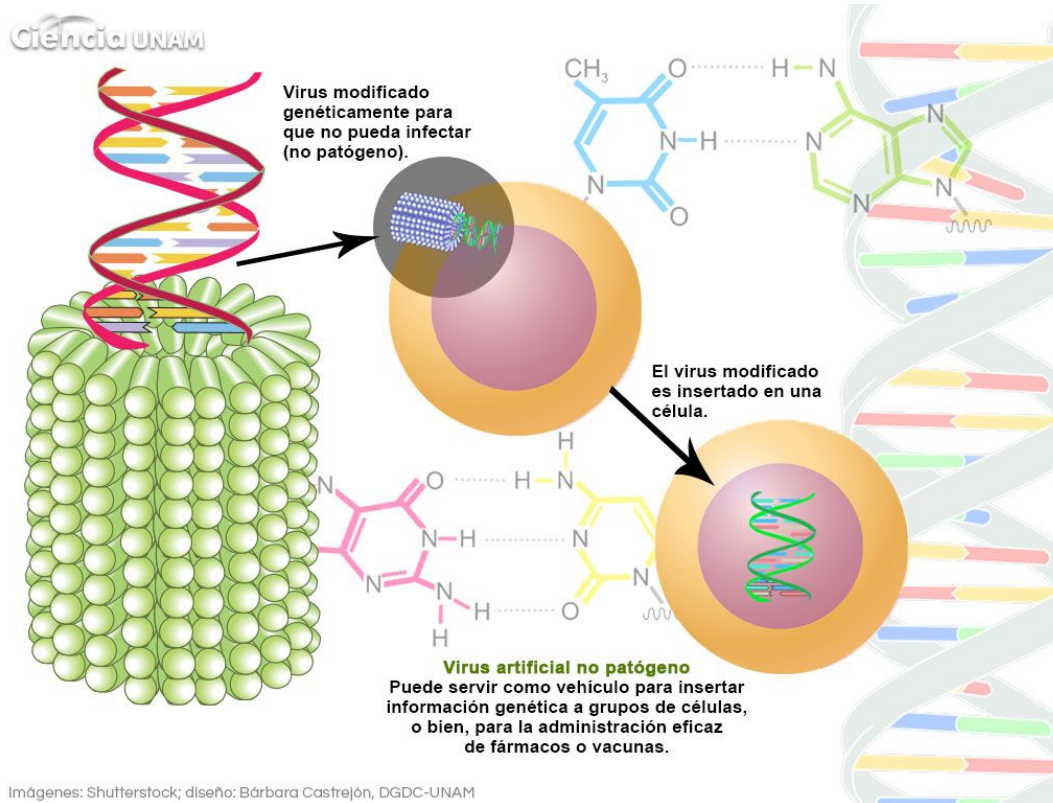 Ciencia UNAM
Virus modificado
genéticamente para
que no pueda infectar
(no patógeno).
CH3
O
H
N
N
H
N
N
N
O
N
N
El virus modificado
es insertado en una
célula.
H
N
O
H
N
N
H
N
N
N
H
O
N
H
Virus artificial no patógeno
Puede servir como vehículo para insertar
información genética a grupos de células,
o bien, para la administración eficaz
de fármacos o vacunas.
Imágenes: Shutterstock; diseño: Bárbara Castrejón, DGDC-UNAM